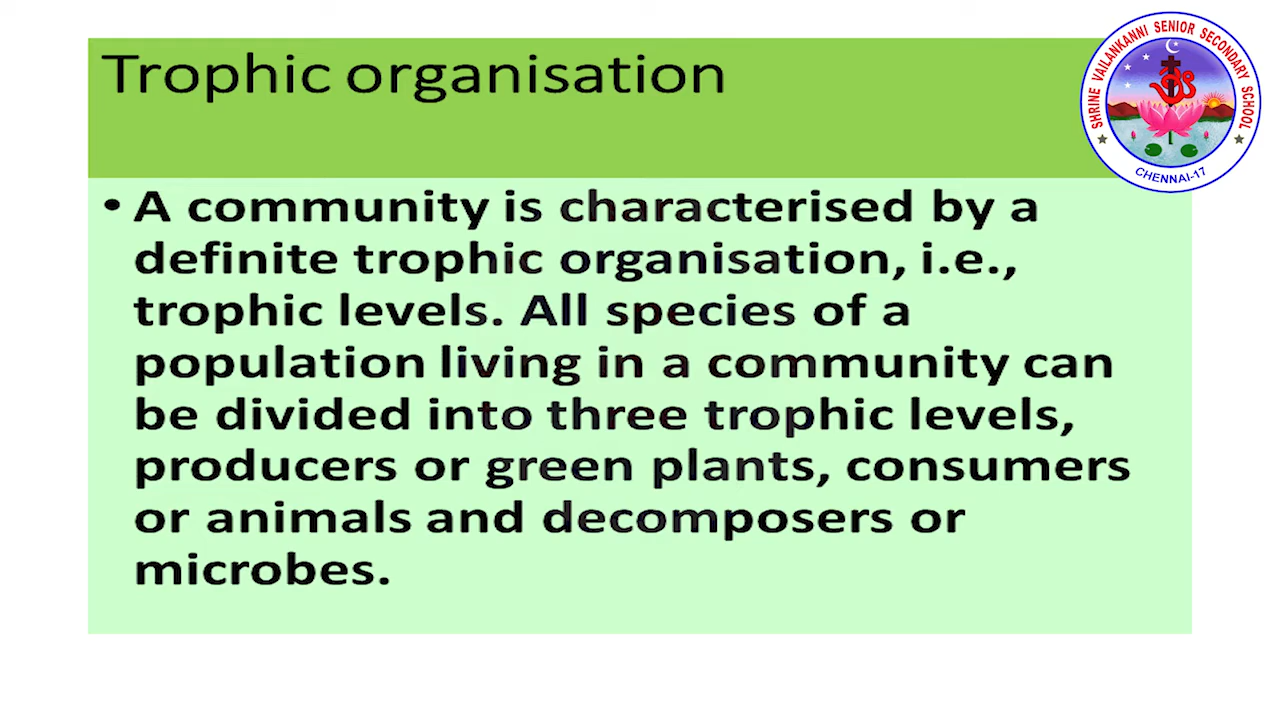 Trophic organisation
SHRINE VAILANKANNI SENIOR SECONDARY SCHOOL
CHENNAI-17
• A community is characterised by a
definite trophic organisation, i.e.,
trophic levels. All species of a
population living in a community can
be divided into three trophic levels,
producers or green plants, consumers
or animals and decomposers or
microbes.